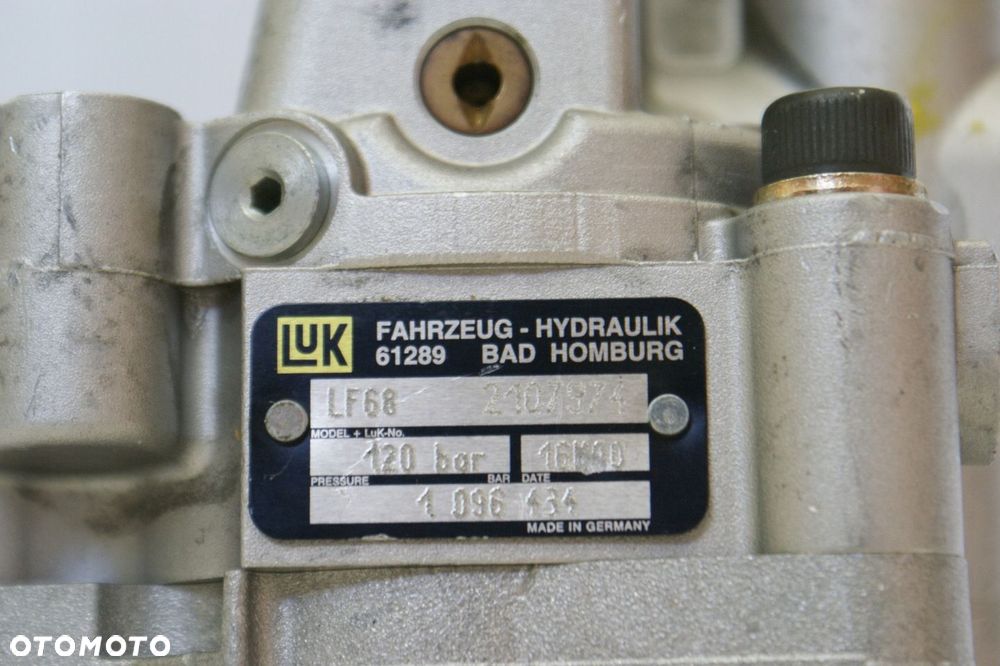 LUK
FAHRZEUG - HYDRAULIK
61289 BAD HOMBURG
LF68 2107974
MODEL + LuK-No.
120 bar
PRESSURE BAR DATE
1 096 434
MADE IN GERMANY
OTOMOTO